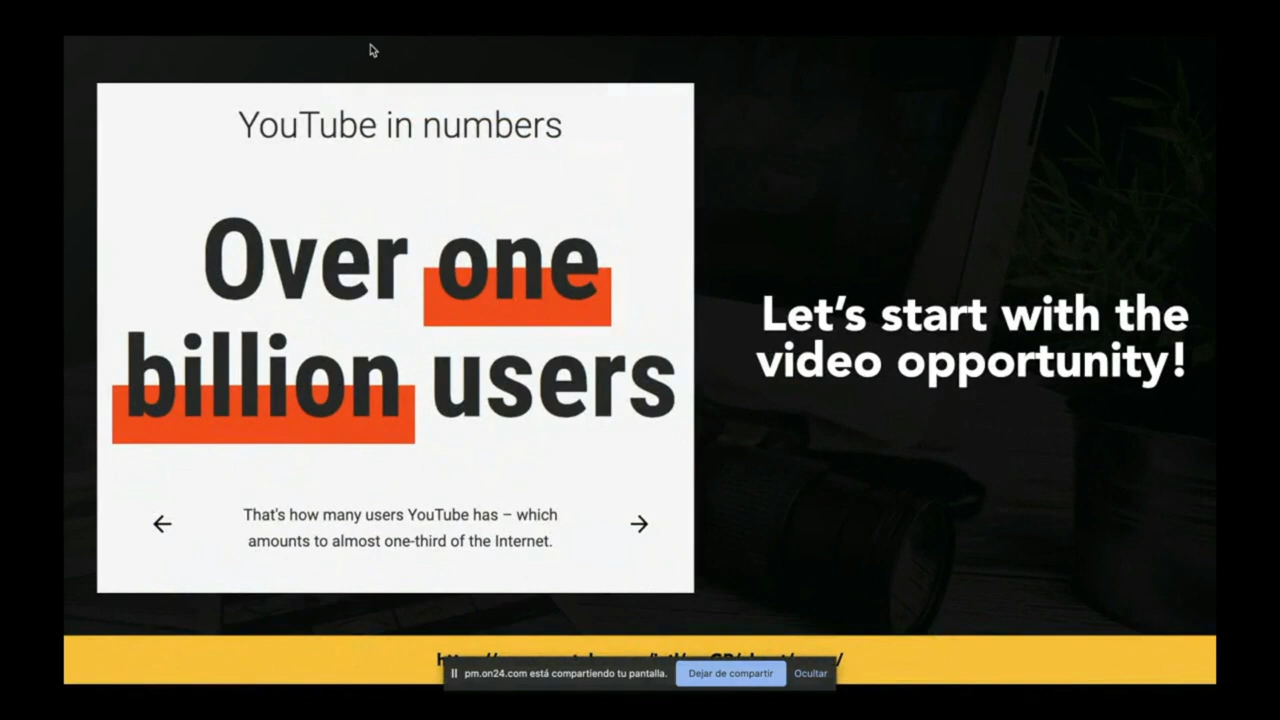 YouTube in numbers
Over one
billion users
That's how many users YouTube has – which
amounts to almost one-third of the Internet.
Let's start with the
video opportunity!
pm.on24.com está compartiendo tu pantalla.
Dejar de compartir
Ocultar